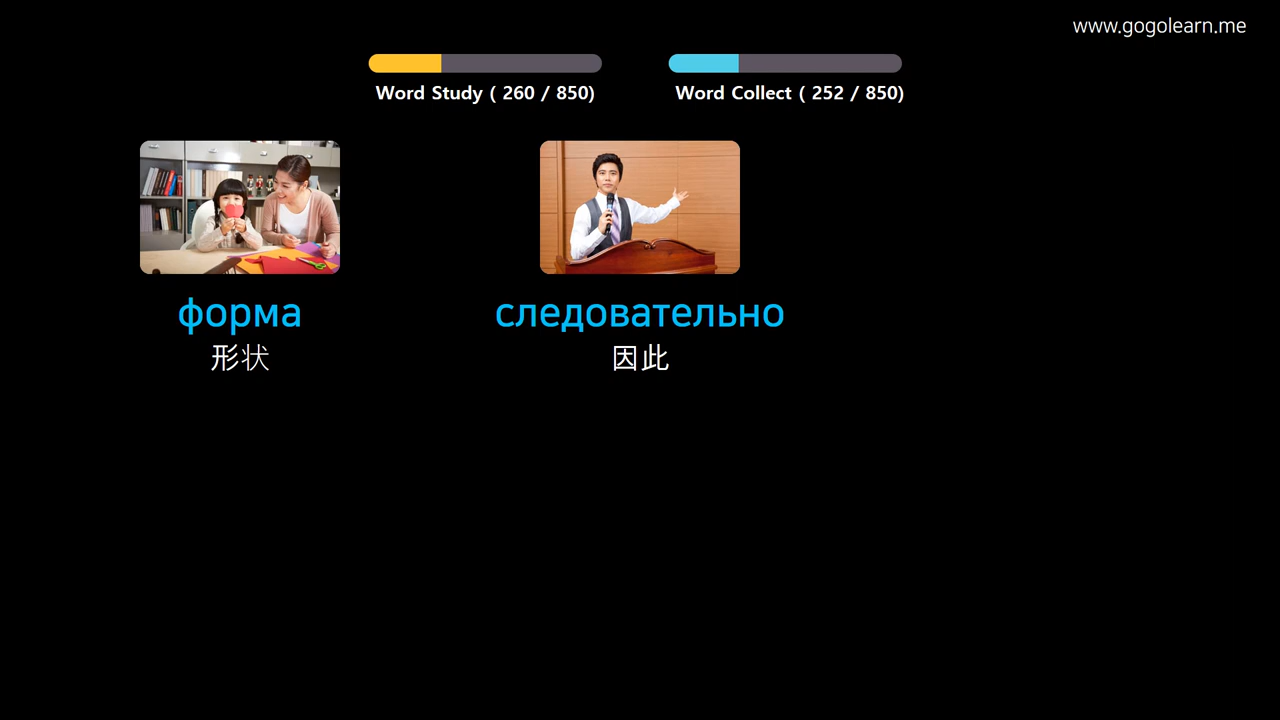 www.gogolearn.me
Word Study ( 260 / 850)
Word Collect ( 252 / 850)
форма
形状
следовательно
因此